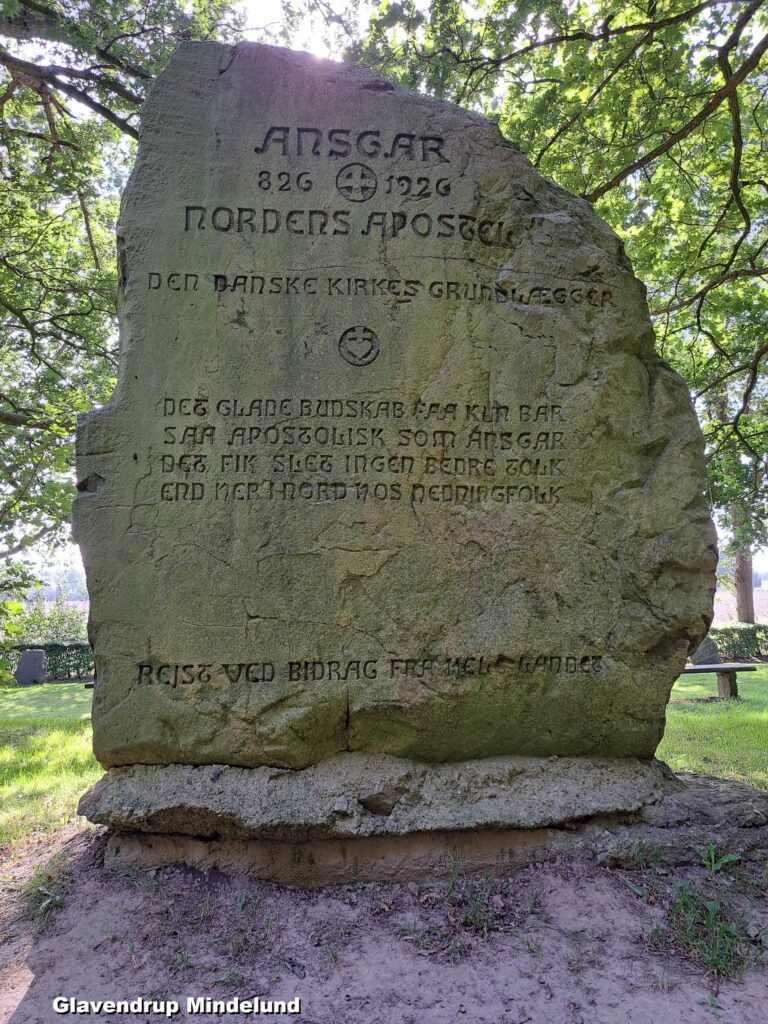 ANSGAR
826 1926
NORDENS APOSTEL
DEN DANSKE KIRKES GRUNDLÆGGER
DET GLADE BUDSKAB FAA KUN BAR
SAA APOSTOLISK SOM ANSGAR
DET FIK SLET INGEN BEDRE TOLK
END HER I NORD HOS HEDNINGFOLK
REJST VED BIDRAG FRA HELE LANDET
Glavendrup Mindelund